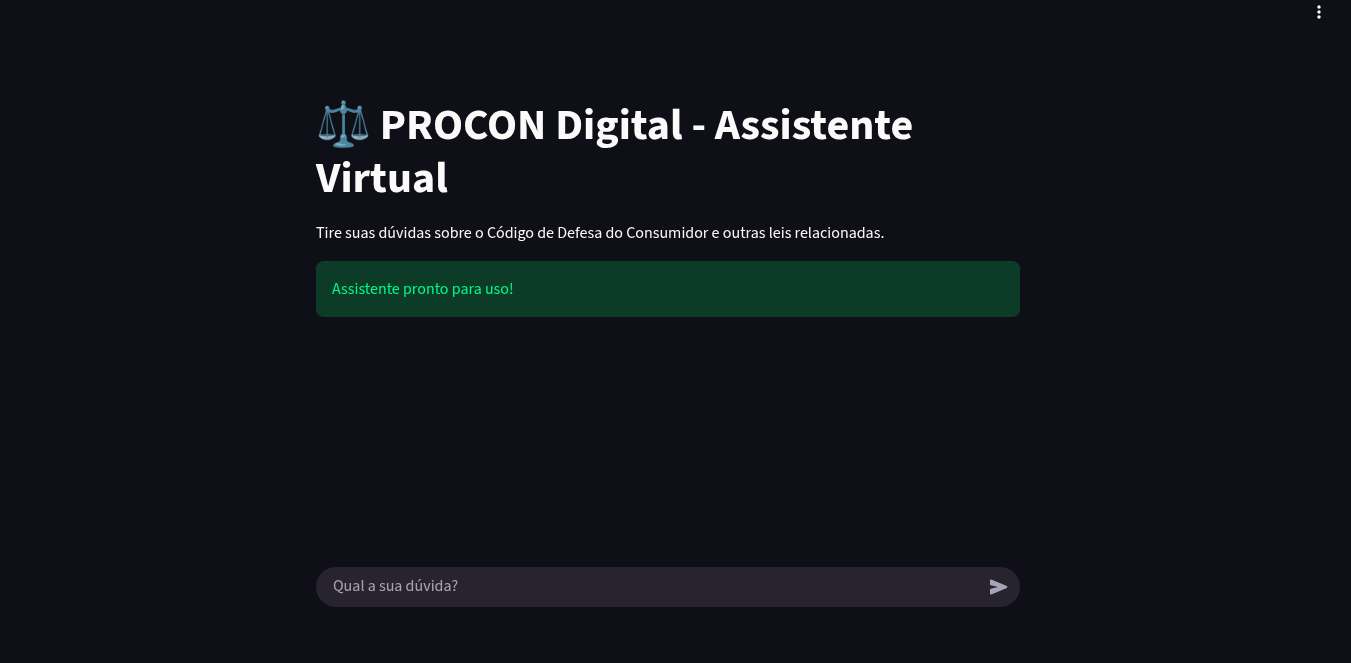 ⚖️ PROCON Digital - Assistente
Virtual
Tire suas dúvidas sobre o Código de Defesa do Consumidor e outras leis relacionadas.
Assistente pronto para uso!
Qual a sua dúvida?